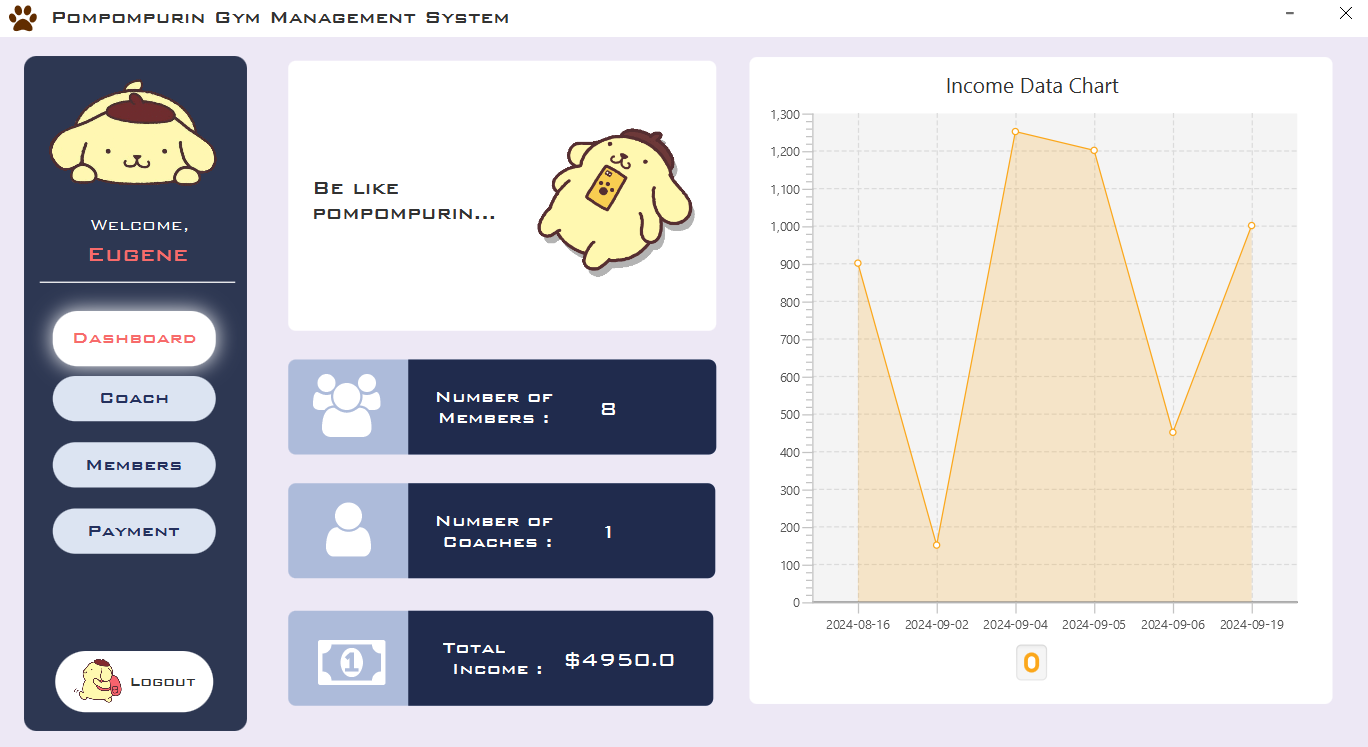 Pompompurin Gym Management System
Welcome,
Eugene
Dashboard
Coach
Members
Payment
Logout
Be like
pompompurin...
Number of
Members :
8
Number of
Coaches :
1
Total
Income :
$4950.0
Income Data Chart
1,300
1,200
1,100
1,000
900
800
700
600
500
400
300
200
100
0
2024-08-16 2024-09-02 2024-09-04 2024-09-05 2024-09-06 2024-09-19